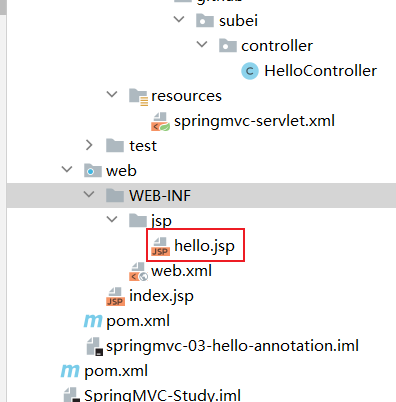 github
subei
controller
C HelloController
resources
springmvc-servlet.xml
test
web
WEB-INF
jsp
JSP hello.jsp
web.xml
JSP index.jsp
m pom.xml
springmvc-03-hello-annotation.iml
m pom.xml
SpringMVC-Study.iml